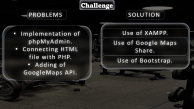 Challenge
PROBLEMS
• Implementation of
phpMyAdmin.
• Connecting HTML
file with PHP.
• Adding of
GoogleMaps API.
SOLUTION
Use of XAMPP.
Use of Google Maps
Share.
Use of Bootstrap.